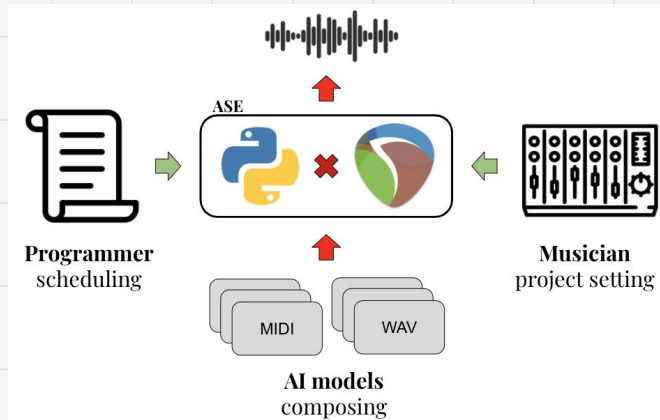 ASE
Programmer
scheduling
Musician
project setting
MIDI
WAV
AI models
composing